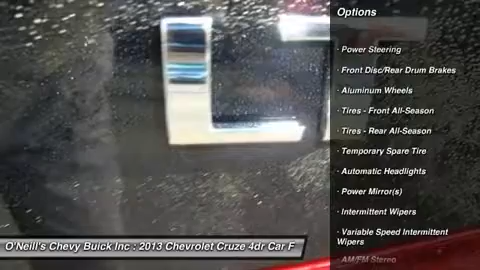 Options
· Power Steering
· Front Disc/Rear Drum Brakes
· Aluminum Wheels
· Tires - Front All-Season
· Tires - Rear All-Season
· Temporary Spare Tire
· Automatic Headlights
· Power Mirror(s)
· Intermittent Wipers
· Variable Speed Intermittent
Wipers
· AM/FM Stereo
LT
O'Neill's Chevy Buick Inc : 2013 Chevrolet Cruze 4dr Car F